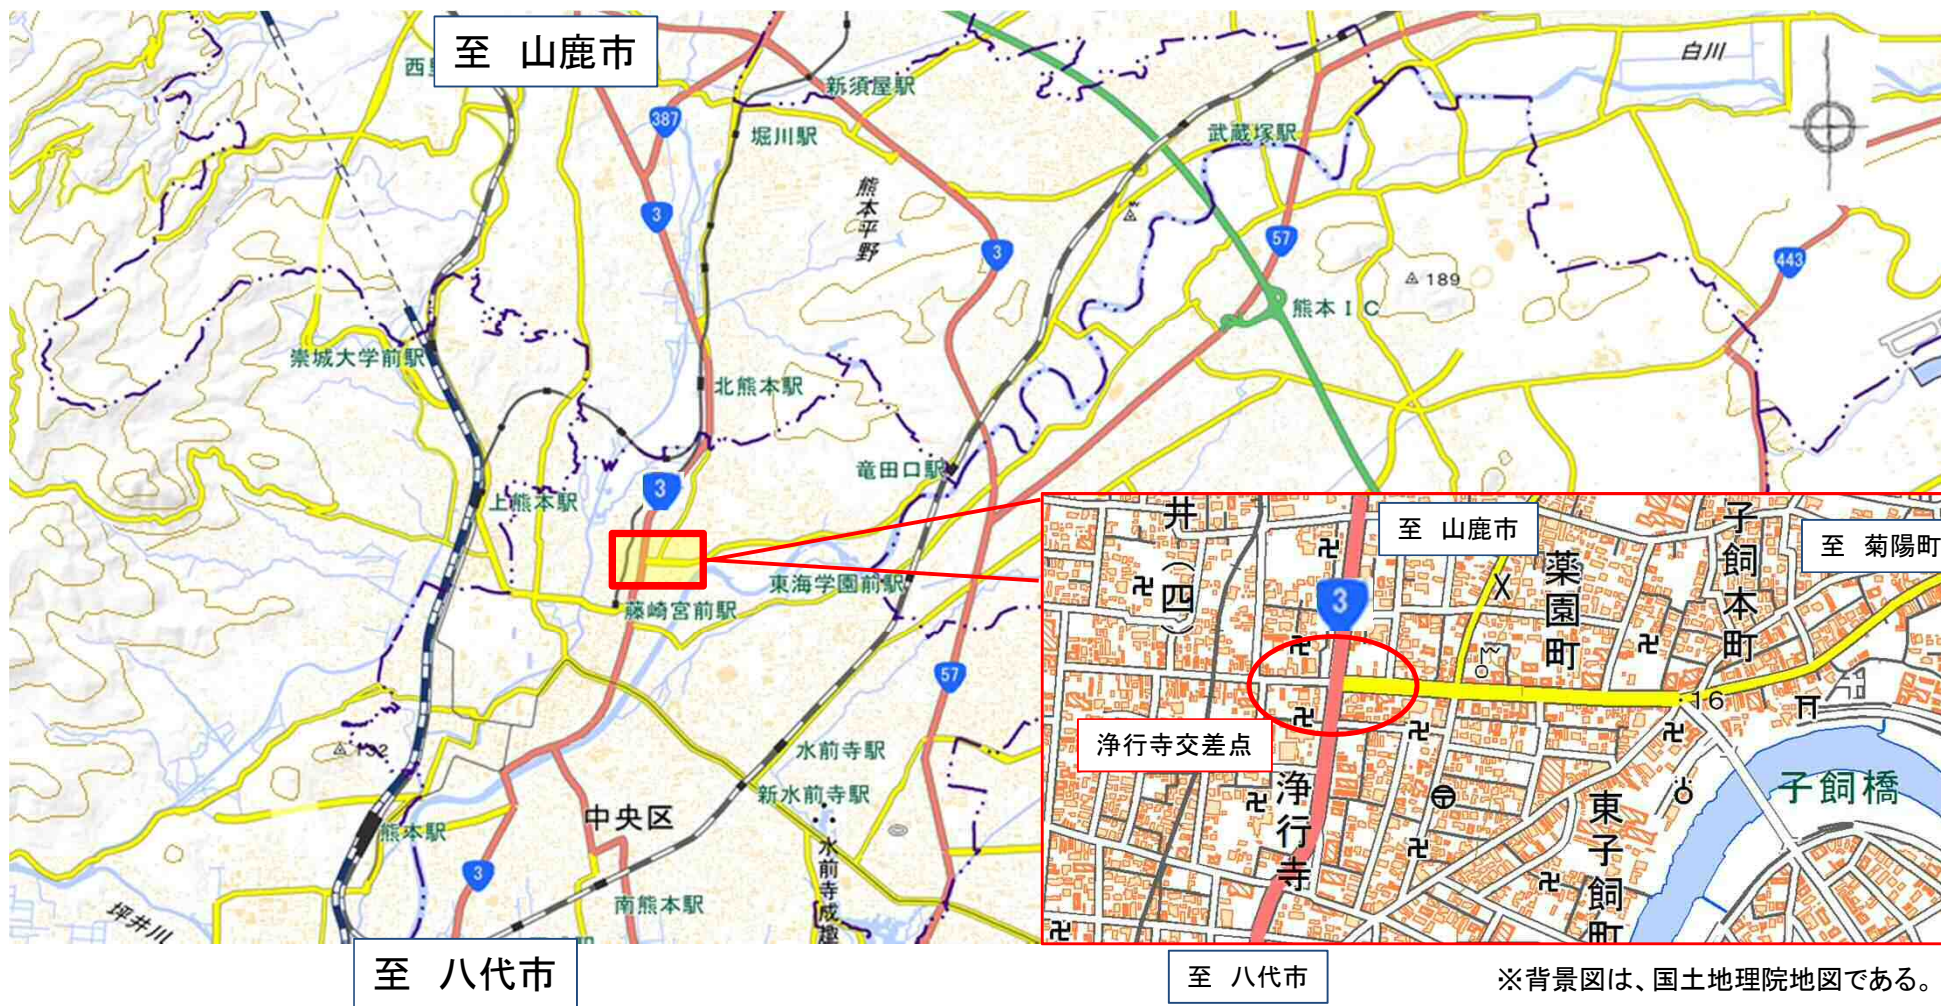 至 山鹿市
西里
白川
新須屋駅
387
堀川駅
武蔵塚駅
熊本平野
3
3
57
443
189
熊本IC
崇城大学前駅
北熊本駅
竜田口駅
3
上熊本駅
東海学園前駅
藤崎宮前駅
57
132
水前寺駅
新水前寺駅
中央区
熊本駅
水前寺成趣
3
南熊本駅
坪井川
至 八代市
井(四)
至 山鹿市
子飼本町
至 菊陽町
薬園町
3
16
浄行寺交差点
浄行寺
子飼橋
東子飼町
至 八代市
※背景図は、国土地理院地図である。